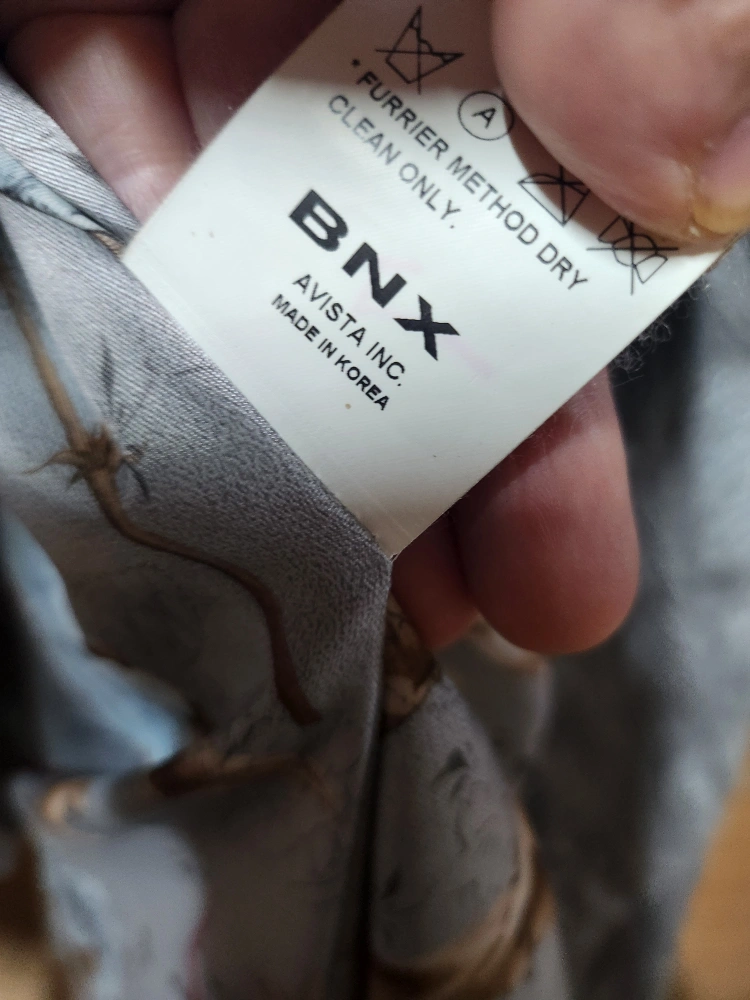 A
• FURRIER METHOD DRY
CLEAN ONLY.
BNX
AVISTA INC.
MADE IN KOREA